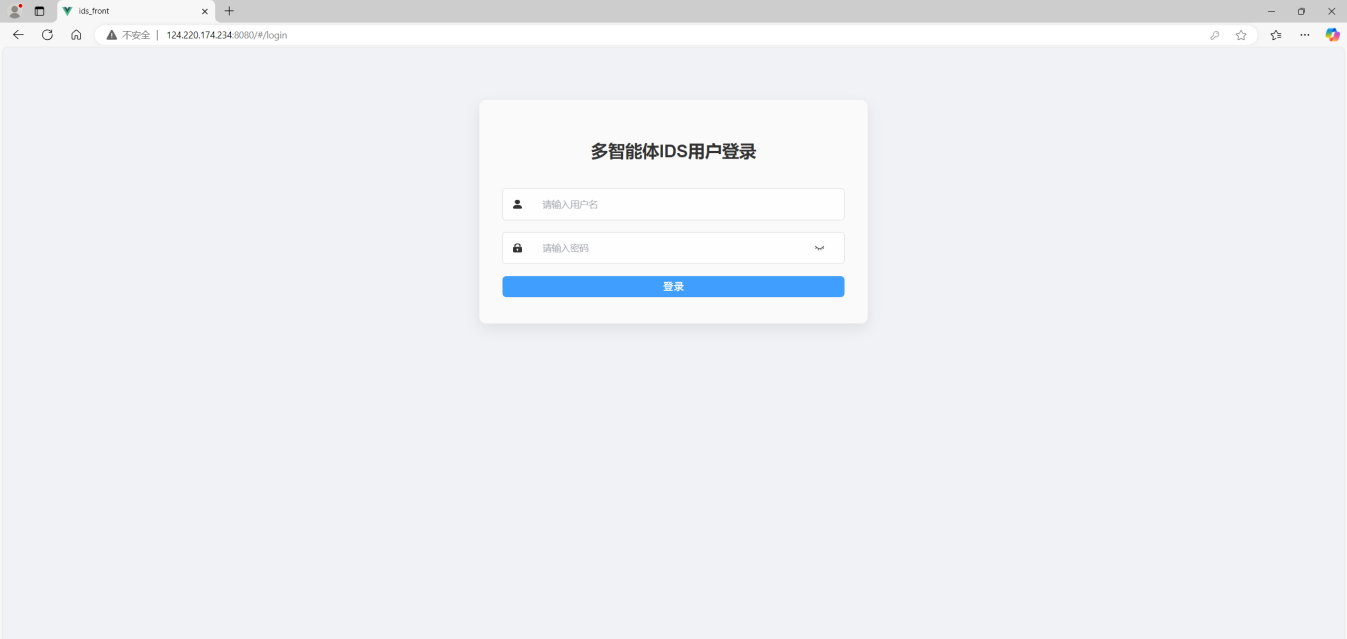 ids_front
不安全 | 124.220.174.234:8080/#/login
多智能体IDS用户登录
请输入用户名
请输入密码
登录